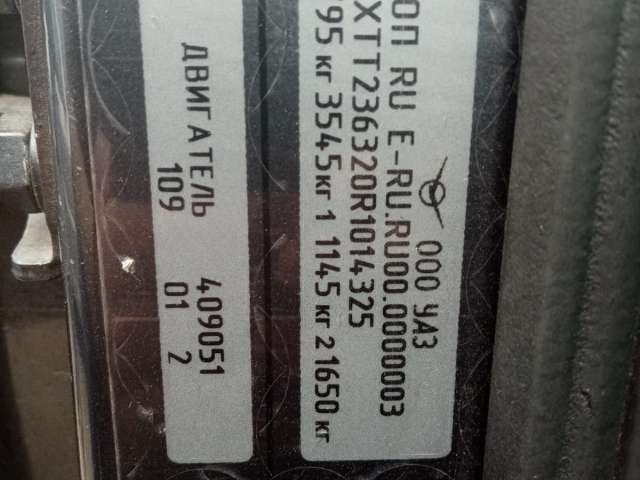 ООО УАЗ
ОП RU E-RU.RU00.0000003
XTT236320R1014325
795 кг 3545 кг 1 1145 кг 2 1650 кг
ДВИГАТЕЛЬ 409051
109 01 2